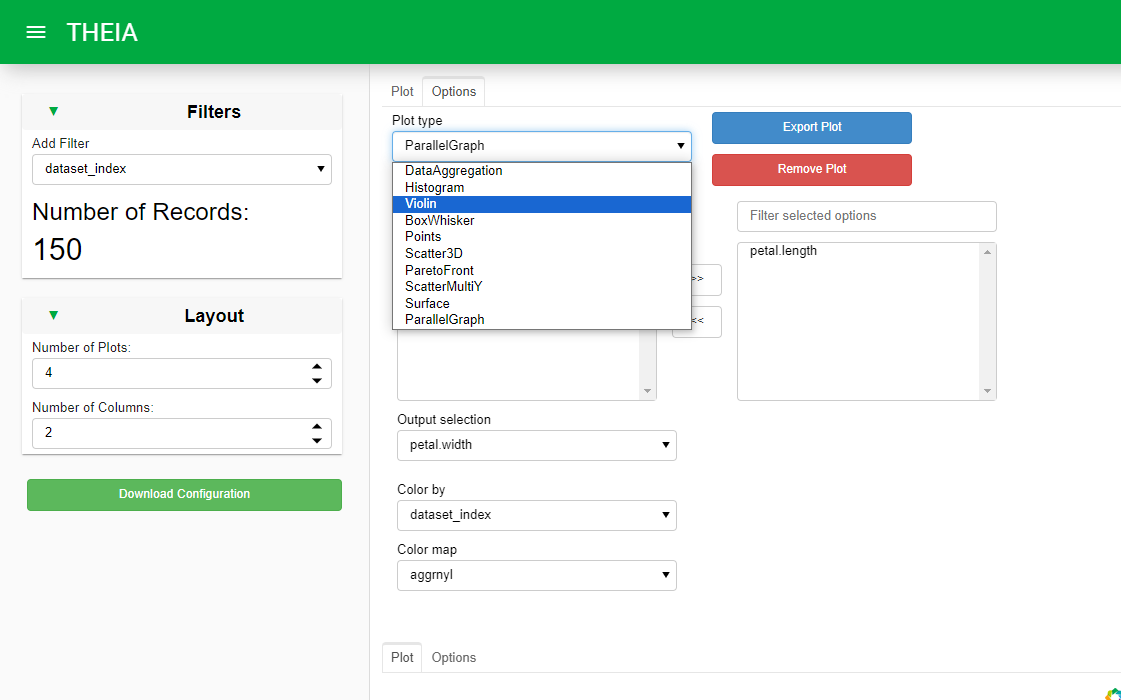 THEIA
Filters
Add Filter
dataset_index
Number of Records:
150
Layout
Number of Plots:
4
Number of Columns:
2
Download Configuration
Plot Options
Plot type
ParallelGraph
DataAggregation
Histogram
Violin
BoxWhisker
Points
Scatter3D
ParetoFront
ScatterMultiY
Surface
ParallelGraph
Export Plot
Remove Plot
Filter selected options
petal.length
>>
<<
Output selection
petal.width
Color by
dataset_index
Color map
aggrnyl
Plot Options